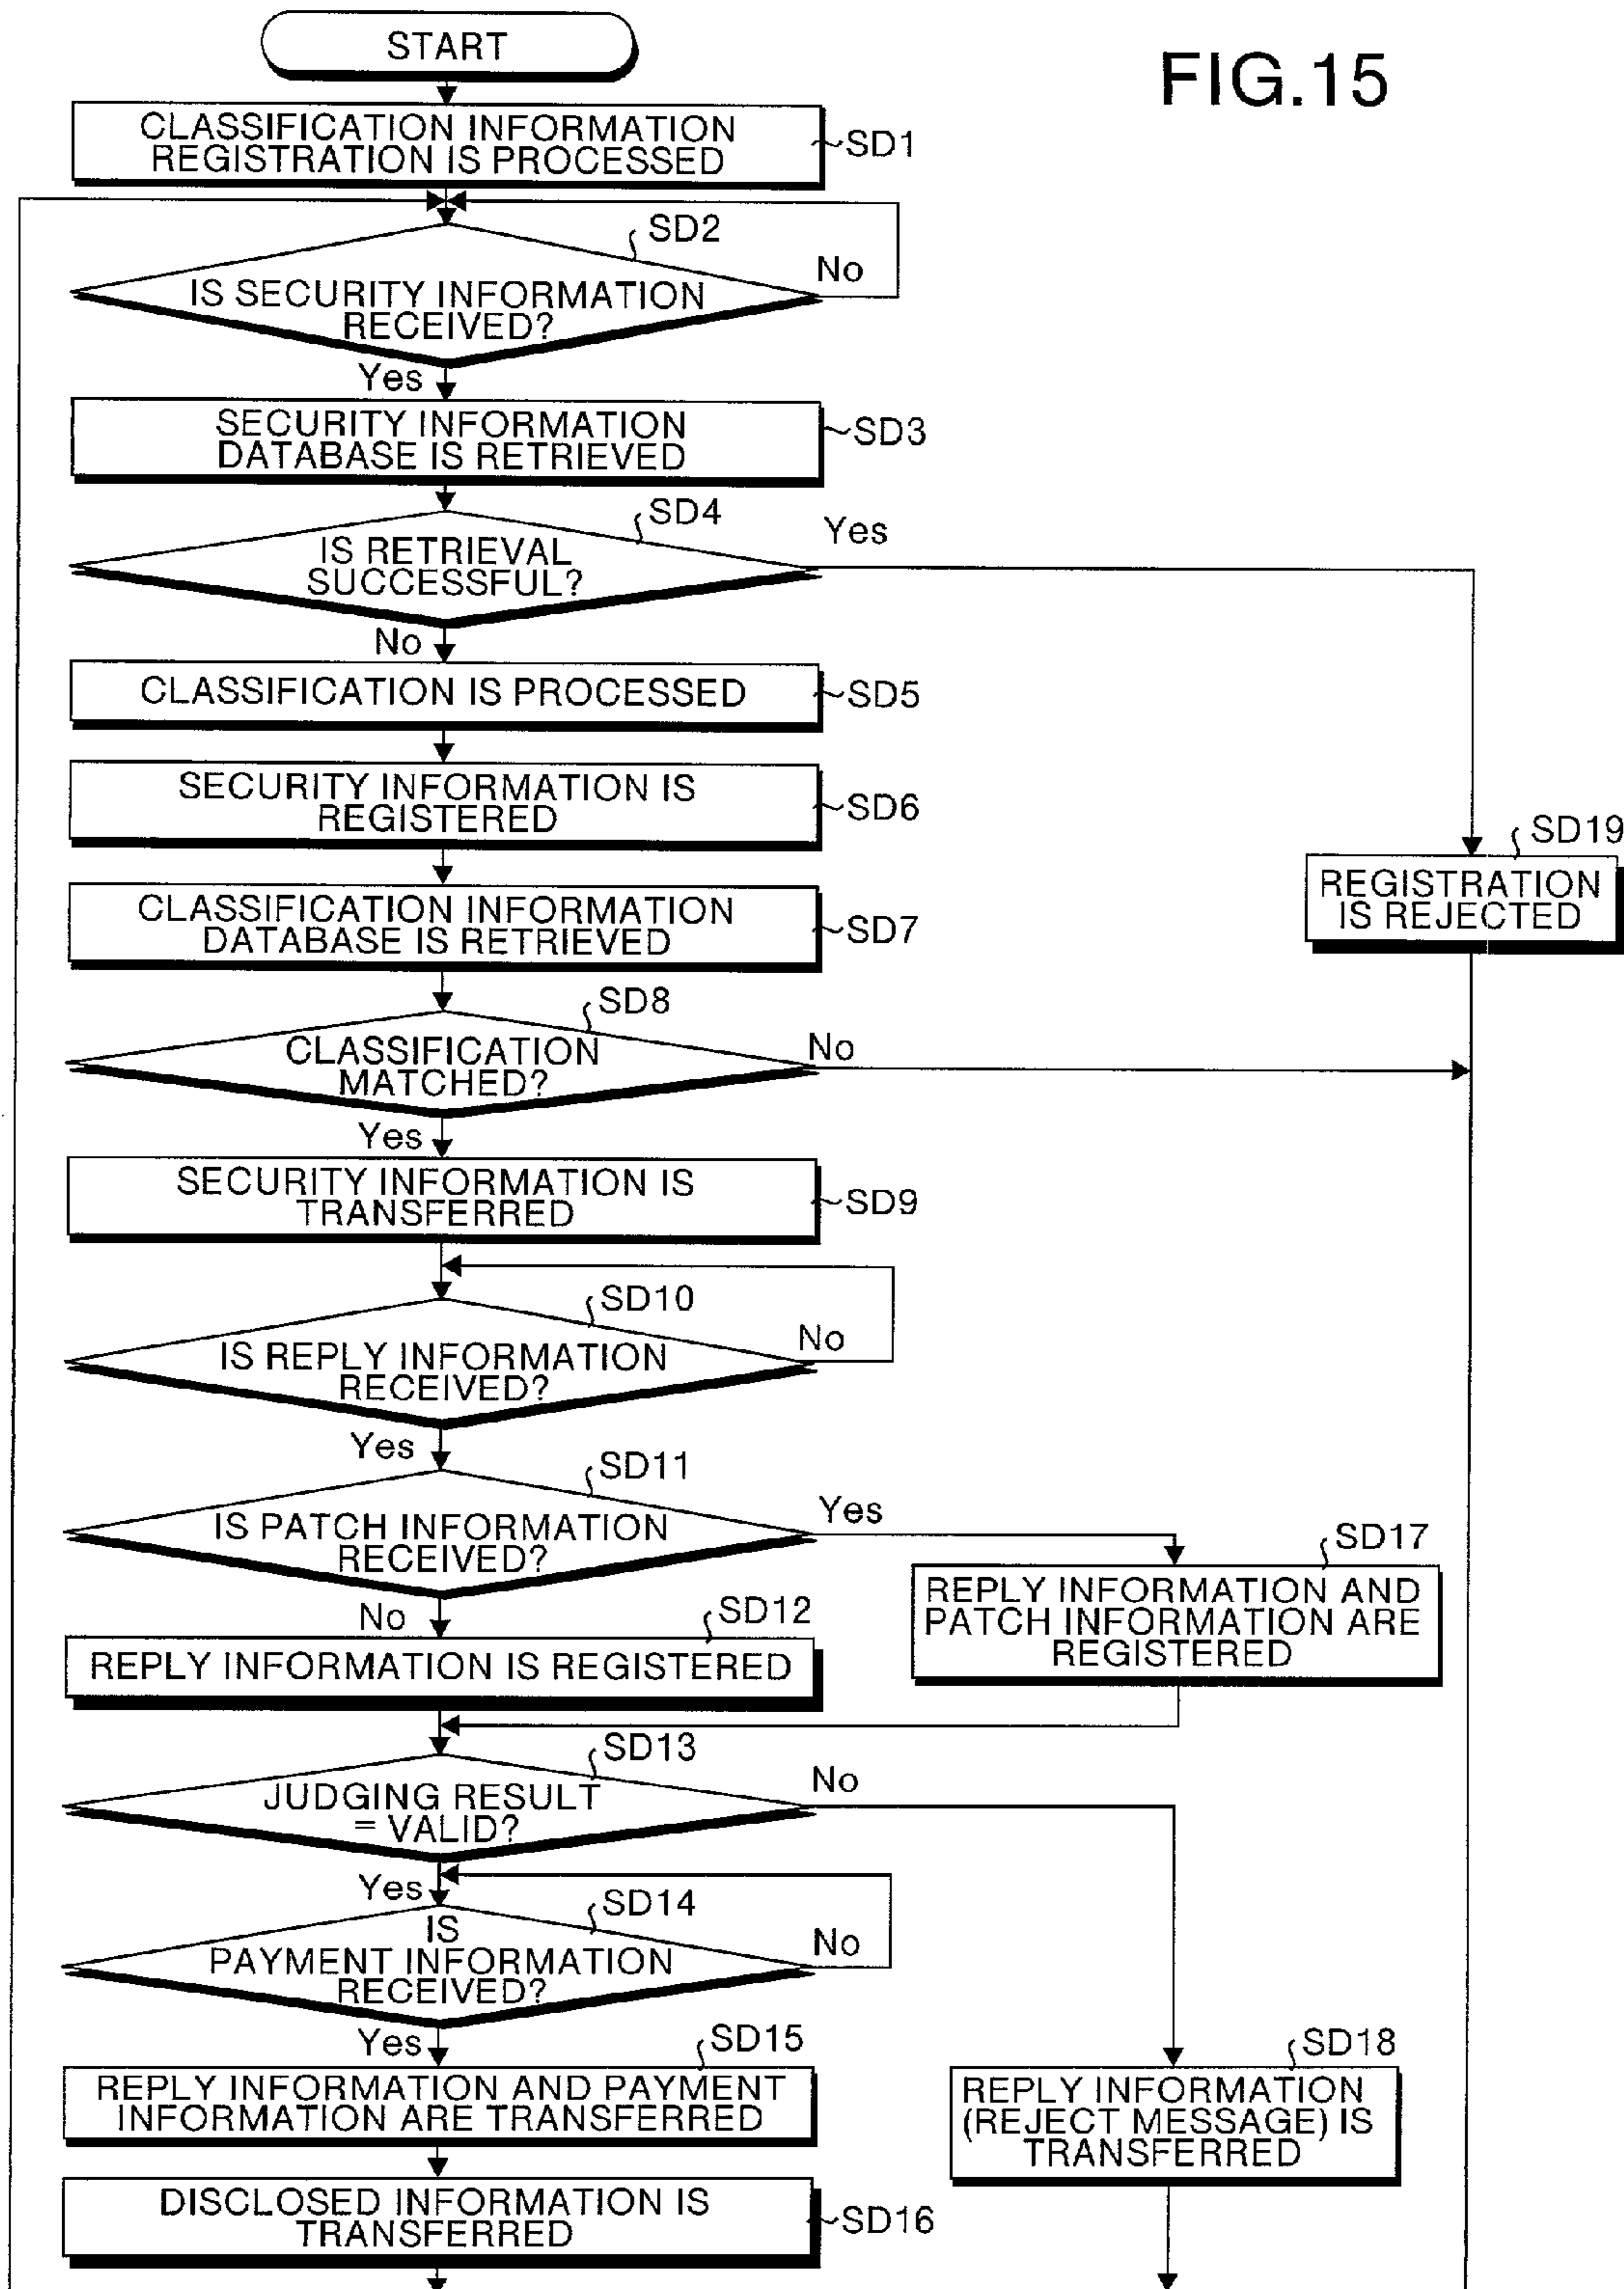 START
FIG.15
CLASSIFICATION INFORMATION
REGISTRATION IS PROCESSED
SD1
SD2
No
IS SECURITY INFORMATION
RECEIVED?
Yes
SECURITY INFORMATION
DATABASE IS RETRIEVED
SD3
SD4
Yes
IS RETRIEVAL
SUCCESSFUL?
No
CLASSIFICATION IS PROCESSED
SD5
SECURITY INFORMATION IS
REGISTERED
SD6
SD19
REGISTRATION
IS REJECTED
CLASSIFICATION INFORMATION
DATABASE IS RETRIEVED
SD7
SD8
CLASSIFICATION
MATCHED?
No
Yes
SECURITY INFORMATION IS
TRANSFERRED
SD9
SD10
No
IS REPLY INFORMATION
RECEIVED?
Yes
SD11
IS PATCH INFORMATION
RECEIVED?
Yes
SD17
REPLY INFORMATION AND
PATCH INFORMATION ARE
REGISTERED
No
SD12
REPLY INFORMATION IS REGISTERED
SD13
No
JUDGING RESULT
= VALID?
Yes
SD14
IS
PAYMENT INFORMATION
RECEIVED?
No
Yes
SD15
REPLY INFORMATION AND PAYMENT
INFORMATION ARE TRANSFERRED
SD18
REPLY INFORMATION
(REJECT MESSAGE) IS
TRANSFERRED
DISCLOSED INFORMATION IS
TRANSFERRED
SD16